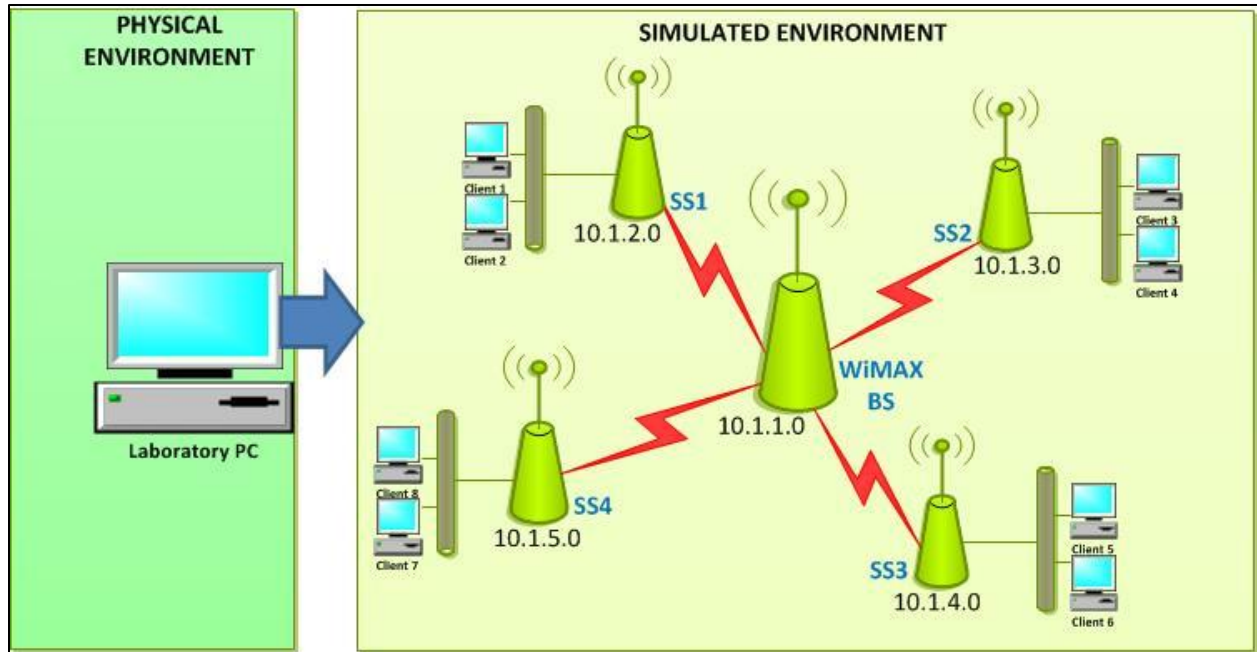 PHYSICAL
ENVIRONMENT
Laboratory PC
SIMULATED ENVIRONMENT
Client 1
Client 2
SS1
10.1.2.0
SS2
10.1.3.0
Client 3
Client 4
WiMAX
BS
10.1.1.0
Client 8
Client 7
SS4
10.1.5.0
SS3
10.1.4.0
Client 5
Client 6